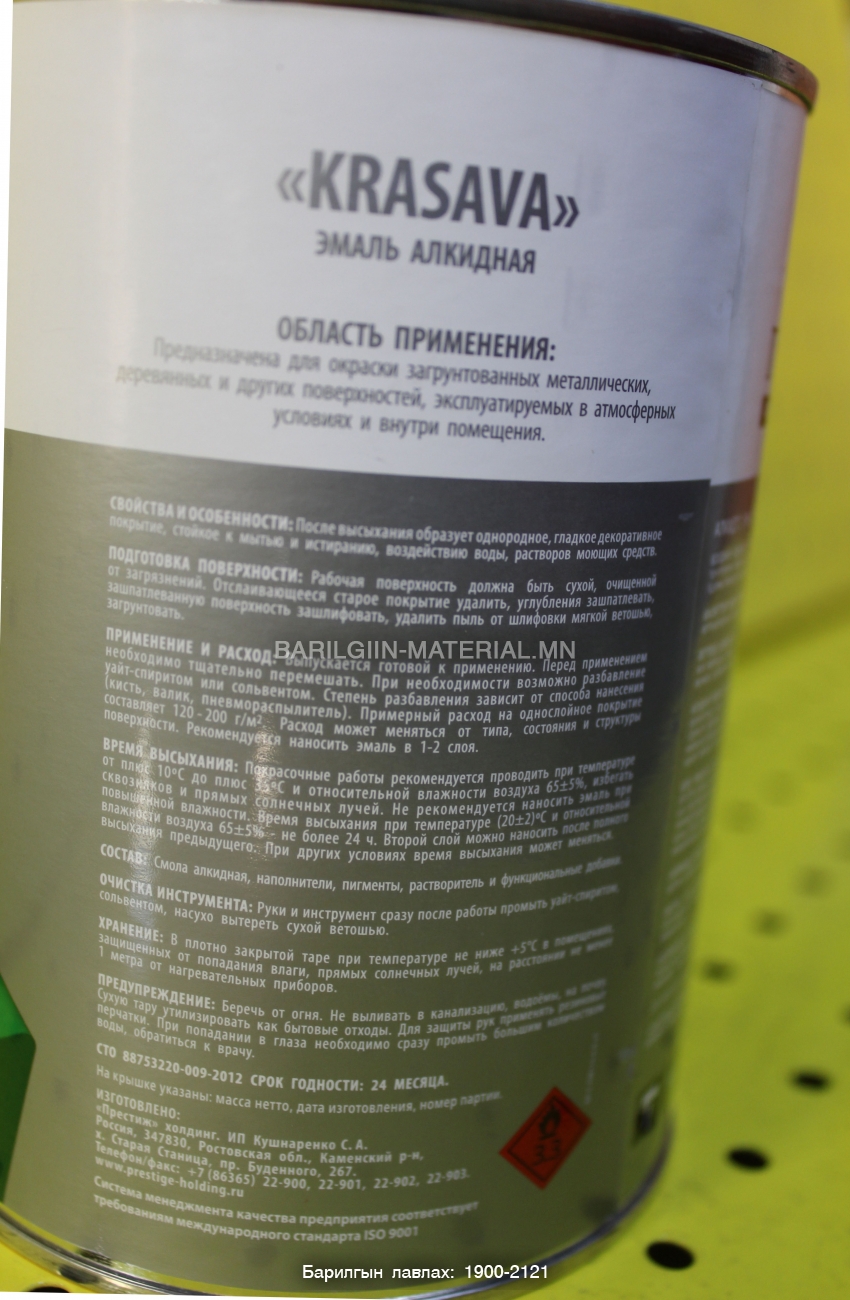 «KRASAVA»
ЭМАЛЬ АЛКИДНАЯ
ОБЛАСТЬ ПРИМЕНЕНИЯ:
Предназначена для окраски загрунтованных металлических,
деревянных и других поверхностей, эксплуатируемых в атмосферных
условиях и внутри помещения.
СВОЙСТВА И ОСОБЕННОСТИ: После высыхания образует однородное, гладкое декоративное
покрытие, стойкое к мытью и истиранию, воздействию воды, растворов моющих средств.
ПОДГОТОВКА ПОВЕРХНОСТИ: Рабочая поверхность должна быть сухой, очищенной
от загрязнений. Отслаивающееся старое покрытие удалить, углубления зашпатлевать,
зашпатлеванную поверхность зашлифовать, удалить пыль от шлифовки мягкой ветошью,
загрунтовать.
ПРИМЕНЕНИЕ И РАСХОД: Выпускается готовой к применению. Перед применением
BARILGIIN-MATERIAL.MN
необходимо тщательно перемешать. При необходимости возможно разбавление
уайт-спиритом или сольвентом. Степень разбавления зависит от способа нанесения
(кисть, валик, пневмораспылитель). Примерный расход на однослойное покрытие
составляет 120-200 г/м². Расход может меняться от типа, состояния и структуры
поверхности. Рекомендуется наносить эмаль в 1-2 слоя.
ВРЕМЯ ВЫСЫХАНИЯ: Покрасочные работы рекомендуется проводить при температуре
от плюс 10ºС до плюс 35ºС и относительной влажности воздуха 65±5%, избегать
сквозняков и прямых солнечных лучей. Не рекомендуется наносить эмаль при
повышенной влажности. Время высыхания при температуре (20±2)ºС и относительной
влажности воздуха 65±5% - не более 24 ч. Второй слой можно наносить после полного
высыхания предыдущего. При других условиях время высыхания может меняться.
СОСТАВ: Смола алкидная, наполнители, пигменты, растворитель и функциональные добавки.
ОЧИСТКА ИНСТРУМЕНТА: Руки и инструмент сразу после работы промыть уайт-спиритом,
сольвентом, насухо вытереть сухой ветошью.
ХРАНЕНИЕ: В плотно закрытой таре при температуре не ниже +5ºС в помещениях,
защищенных от попадания влаги, прямых солнечных лучей, на расстояние не менее
1 метра от нагревательных приборов.
ПРЕДУПРЕЖДЕНИЕ: Беречь от огня. Не выливать в канализацию, водоёмы, на почву.
Сухую тару утилизировать как бытовые отходы. Для защиты рук применять резиновые
перчатки. При попадании в глаза необходимо сразу промыть большим количеством
воды, обратиться к врачу.
СТО 88753220-009-2012 СРОК ГОДНОСТИ: 24 МЕСЯЦА.
На крышке указаны: масса нетто, дата изготовления, номер партии.
ИЗГОТОВЛЕНО:
«Престиж» холдинг. ИП Кушнаренко С. А.
Россия, 347830, Ростовская обл., Каменский р-н,
х. Старая Станица, пр. Буденного, 267.
Телефон/факс: +7 (86365) 22-900, 22-901, 22-902, 22-903.
www.prestige-holding.ru
Система менеджмента качества предприятия соответствует
требованиям международного стандарта ISO 9001
Барилгын лавлах: 1900-2121